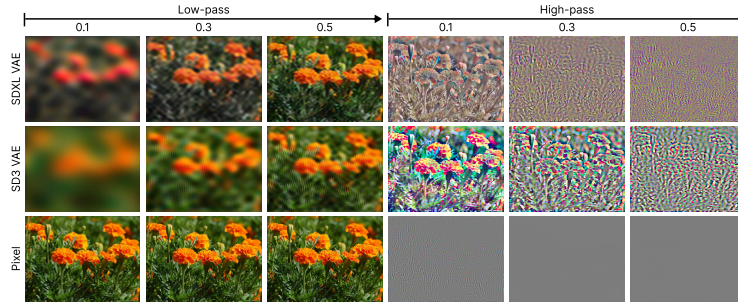 Low-pass High-pass
0.1 0.3 0.5 0.1 0.3 0.5
SDXL VAE
SD3 VAE
Pixel